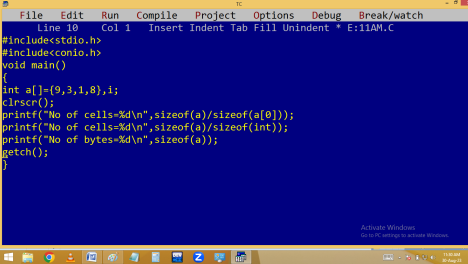 TC
File Edit Run Compile Project Options Debug Break/watch
Line 10 Col 1 Insert Indent Tab Fill Unindent * E:11AM.C
#include<stdio.h>
#include<conio.h>
void main()
{
int a[]={9,3,1,8},i;
clrscr();
printf("No of cells=%d\n",sizeof(a)/sizeof(a[0]));
printf("No of cells=%d\n",sizeof(a)/sizeof(int));
printf("No of bytes=%d\n",sizeof(a));
getch();
}
Activate Windows
Go to PC settings to activate Windows.